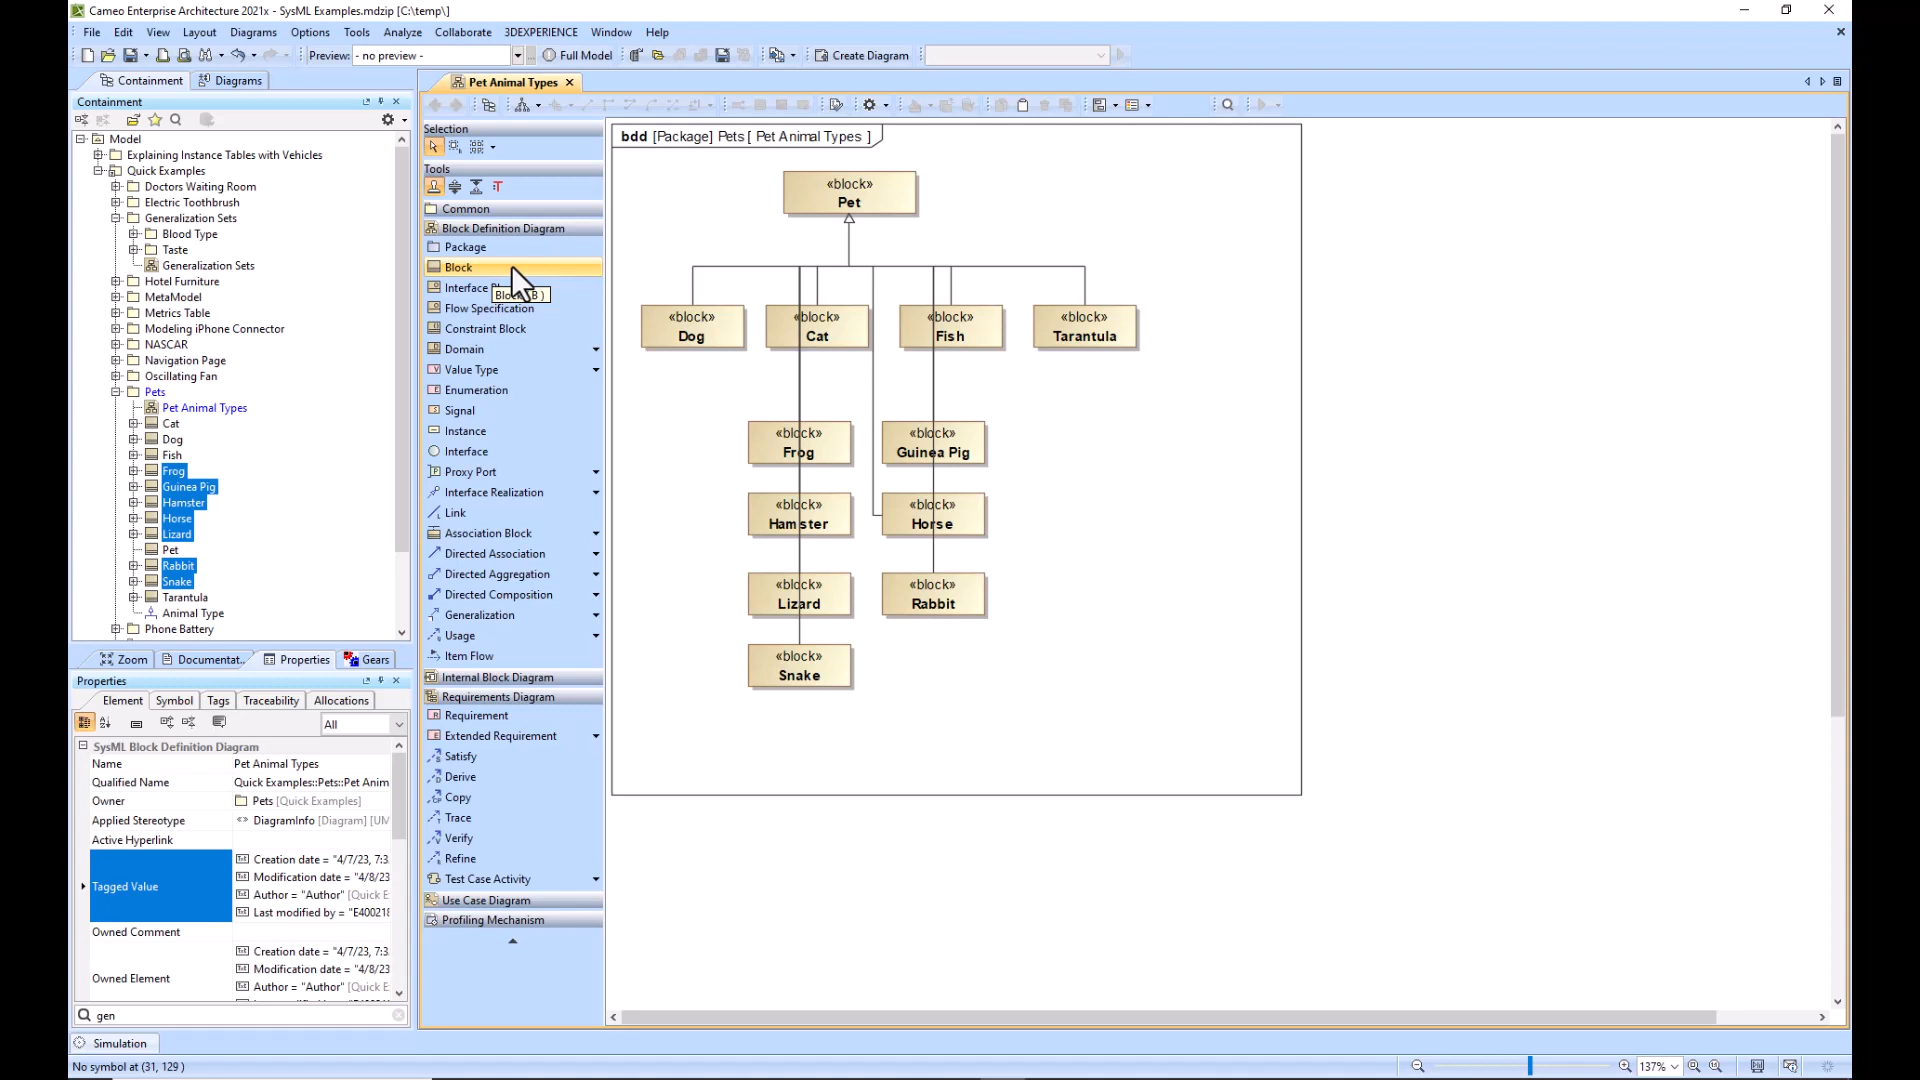 Cameo Enterprise Architecture 2021x - SysML Examples.mdzip [C:\temp\]
File Edit View Layout Diagrams Options Tools Analyze Collaborate 3DEXPERIENCE Window Help
Preview: - no preview - Full Model Create Diagram
Containment Diagrams
Containment
Model
Explaining Instance Tables with Vehicles
Quick Examples
Doctors Waiting Room
Electric Toothbrush
Generalization Sets
Blood Type
Taste
Generalization Sets
Hotel Furniture
MetaModel
Metrics Table
Modeling iPhone Connector
NASCAR
Navigation Page
Oscillating Fan
Pets
Pet Animal Types
Cat
Dog
Fish
Frog
Guinea Pig
Hamster
Horse
Lizard
Pet
Rabbit
Snake
Tarantula
Animal Type
Phone Battery
Zoom Documentat... Properties Gears
Properties
Element Symbol Tags Traceability Allocations
All
SysML Block Definition Diagram
Name Pet Animal Types
Qualified Name Quick Examples::Pets::Pet Anim
Owner Pets [Quick Examples]
Applied Stereotype «» DiagramInfo [Diagram] [UM
Active Hyperlink
Tagged Value
Creation date = "4/7/23, 7:3
Modification date = "4/8/23
Author = "Author" [Quick E
Last modified by = "E400218
Owned Comment
Owned Element
Creation date = "4/7/23, 7:3
Modification date = "4/8/23
Author = "Author" [Quick E
gen
Simulation
No symbol at (31, 129 )
Pet Animal Types
Selection
Tools
Common
Block Definition Diagram
Package
Block
Interface
Flow Specification
Constraint Block
Domain
Value Type
Enumeration
Signal
Instance
Interface
Proxy Port
Interface Realization
Link
Association Block
Directed Association
Directed Aggregation
Directed Composition
Generalization
Usage
Item Flow
Internal Block Diagram
Requirements Diagram
Requirement
Extended Requirement
Satisfy
Derive
Copy
Trace
Verify
Refine
Test Case Activity
Use Case Diagram
Profiling Mechanism
bdd [Package] Pets [ Pet Animal Types ]
«block»
Pet
«block» «block» «block» «block»
Dog Cat Fish Tarantula
«block» «block»
Frog Guinea Pig
«block» «block»
Hamster Horse
«block» «block»
Lizard Rabbit
«block»
Snake
137%